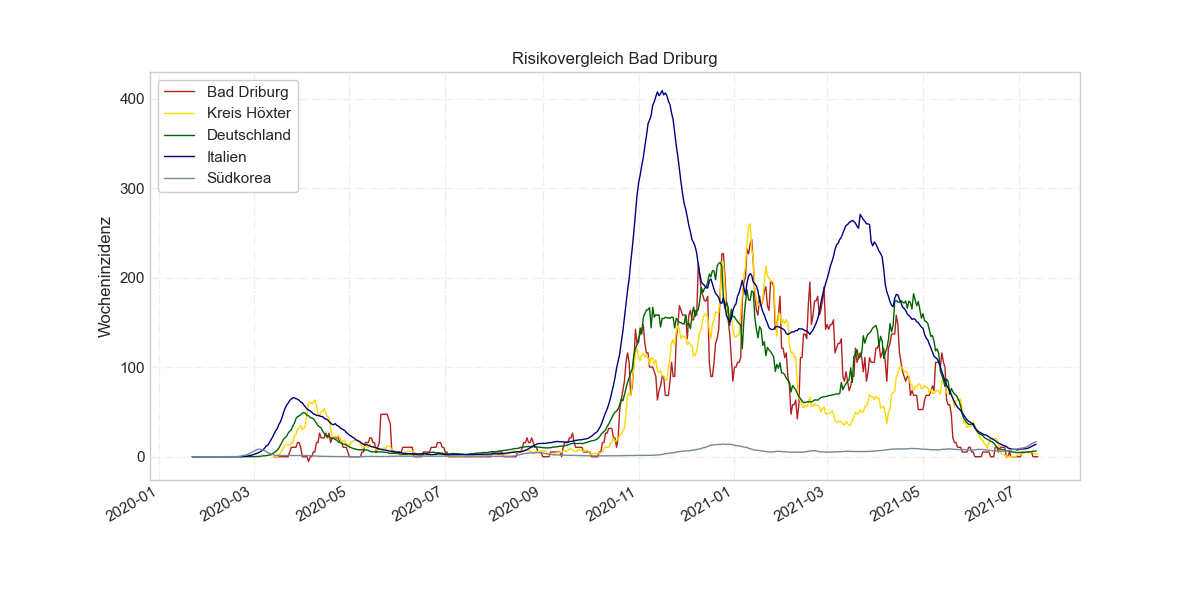 Risikovergleich Bad Driburg
Bad Driburg
Kreis Höxter
Deutschland
Italien
Südkorea
Wocheninzidenz
400
300
200
100
0
2020-01
2020-03
2020-05
2020-07
2020-09
2020-11
2021-01
2021-03
2021-05
2021-07